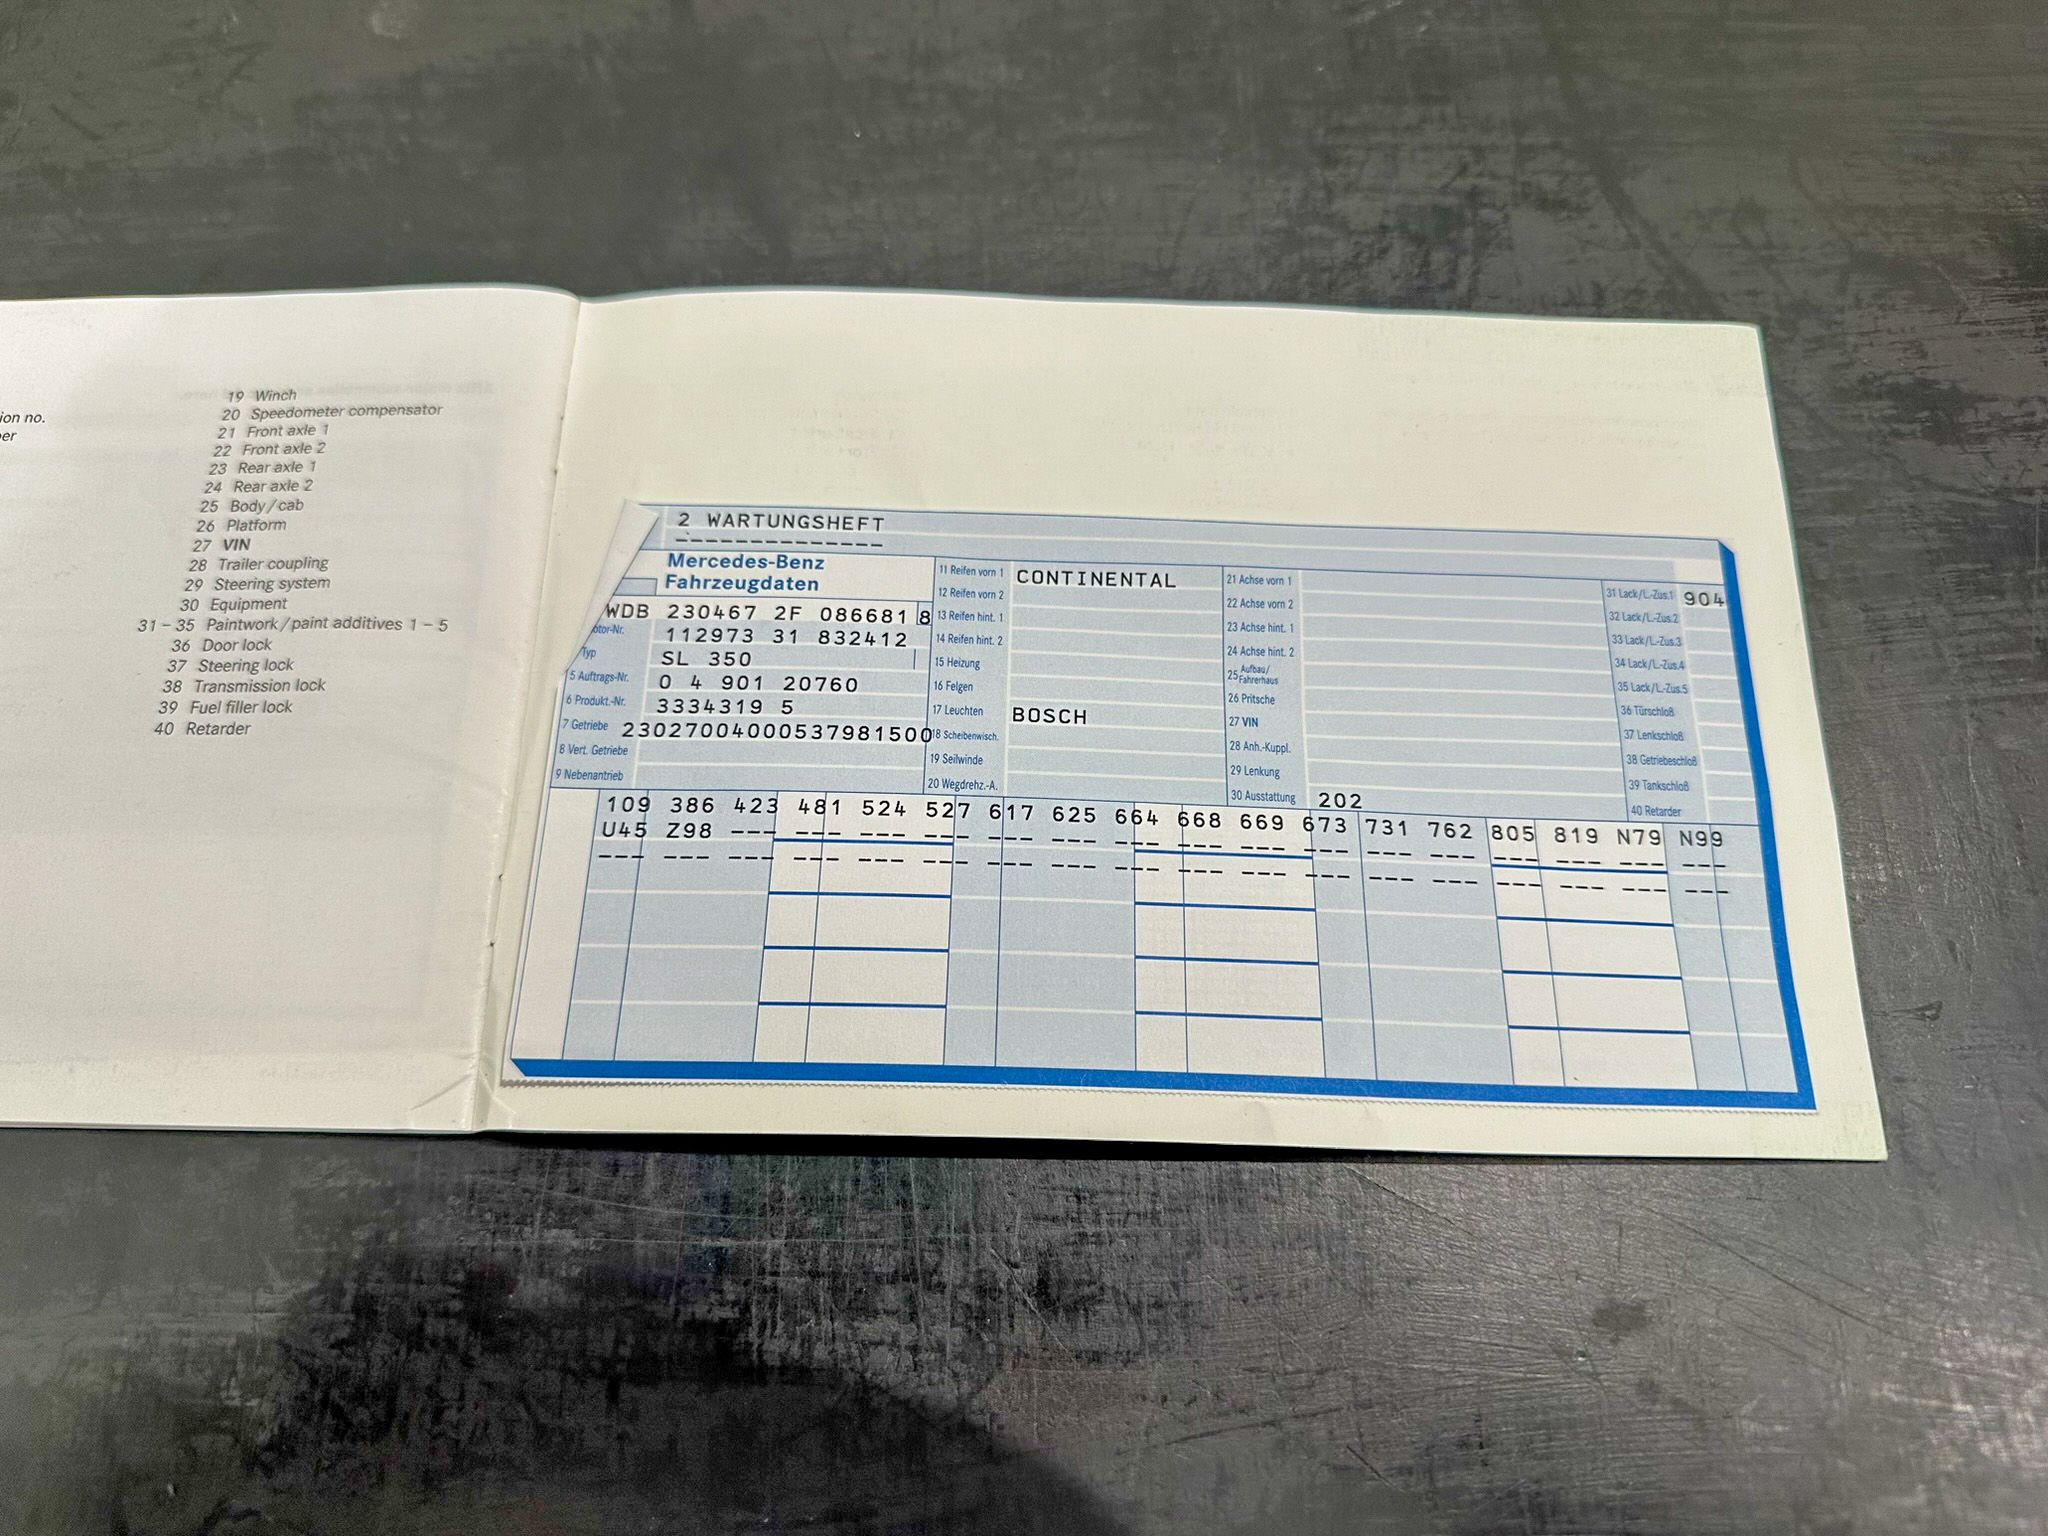 ion no.
er
19 Winch
20 Speedometer compensator
21 Front axle 1
22 Front axle 2
23 Rear axle 1
24 Rear axle 2
25 Body / cab
26 Platform
27 VIN
28 Trailer coupling
29 Steering system
30 Equipment
31 – 35 Paintwork / paint additives 1 – 5
36 Door lock
37 Steering lock
38 Transmission lock
39 Fuel filler lock
40 Retarder
2 WARTUNGSHEFT
--------------
Mercedes-Benz
Fahrzeugdaten
WDB 230467 2F 086681 8
otor-Nr. 112973 31 832412
Typ SL 350
5 Auftrags-Nr. 0 4 901 20760
6 Produkt.-Nr. 3334319 5
7 Getriebe 23027004000537981500
8 Vert. Getriebe
9 Nebenantrieb
11 Reifen vorn 1 CONTINENTAL
12 Reifen vorn 2
13 Reifen hint. 1
14 Reifen hint. 2
15 Heizung
16 Felgen
17 Leuchten BOSCH
18 Scheibenwisch.
19 Seilwinde
20 Wegdrehz.-A.
21 Achse vorn 1
22 Achse vorn 2
23 Achse hint. 1
24 Achse hint. 2
25 Aufbau/Fahrerhaus
26 Pritsche
27 VIN
28 Anh.-Kuppl.
29 Lenkung
30 Ausstattung 202
31 Lack/L.-Zus.1 904
32 Lack/L.-Zus.2
33 Lack/L.-Zus.3
34 Lack/L.-Zus.4
35 Lack/L.-Zus.5
36 Türschloß
37 Lenkschloß
38 Getriebeschloß
39 Tankschloß
40 Retarder
109 386 423 481 524 527 617 625 664 668 669 673 731 762 805 819 N79 N99
U45 Z98 --- --- --- --- --- --- --- --- --- --- --- --- --- --- --- ---
--- --- --- --- --- --- --- --- --- --- --- --- --- --- --- --- --- ---